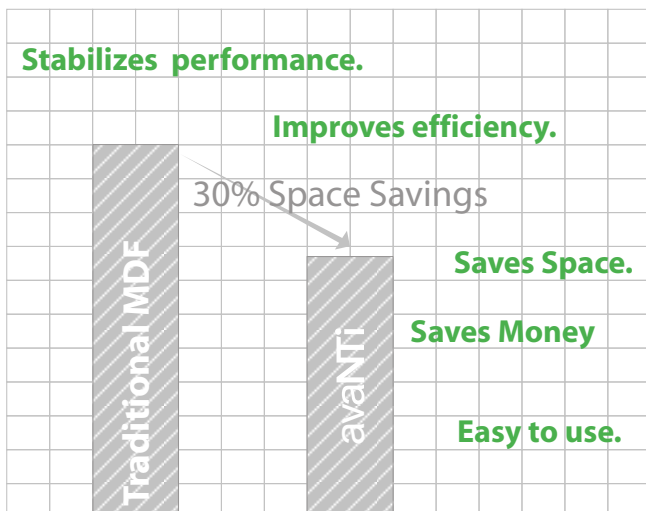 Stabilizes performance.
Improves efficiency.
30% Space Savings
Saves Space.
Saves Money
Easy to use.
Traditional MDF
avaNTi